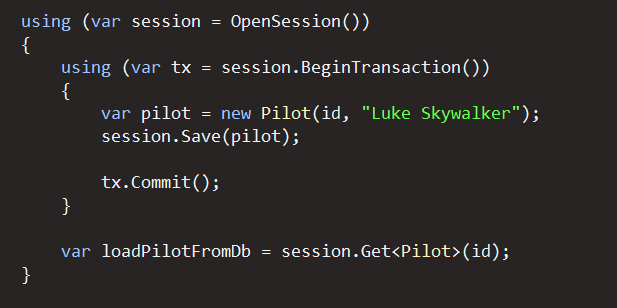 using (var session = OpenSession())
{
    using (var tx = session.BeginTransaction())
    {
        var pilot = new Pilot(id, "Luke Skywalker");
        session.Save(pilot);

        tx.Commit();
    }

    var loadPilotFromDb = session.Get<Pilot>(id);
}